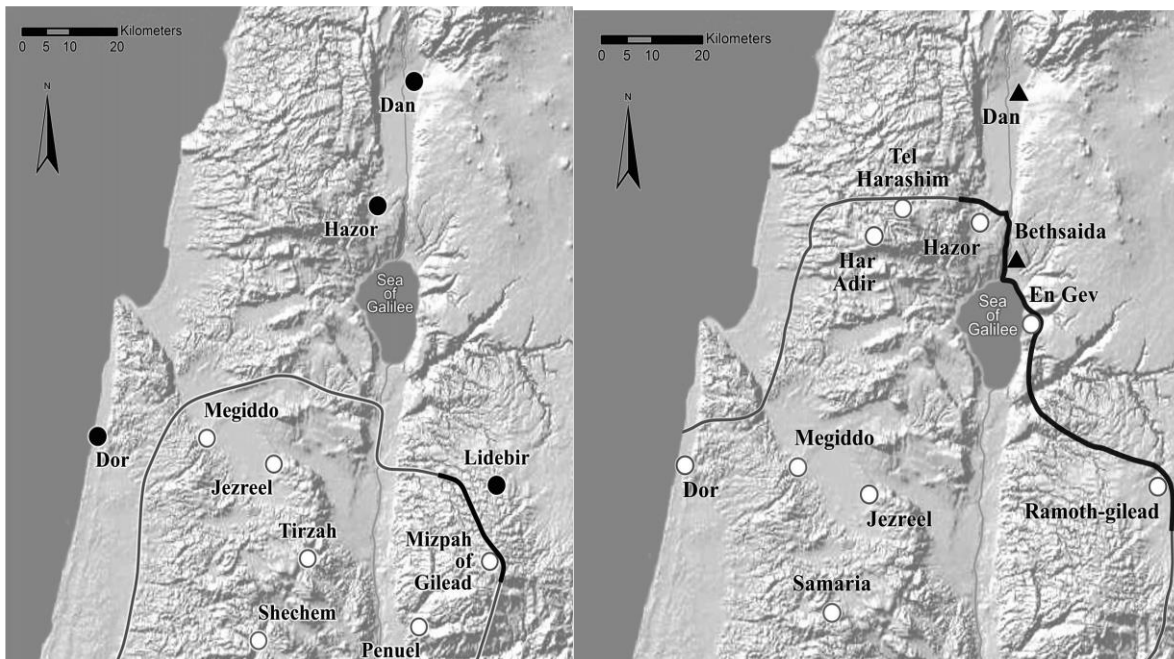 Kilometers
0 5 10 20
N
Dan
Hazor
Sea
of
Galilee
Megiddo
Dor
Jezreel
Lidebir
Tirzah
Mizpah
of
Gilead
Shechem
Penuel
Kilometers
0 5 10 20
N
Dan
Tel
Harashim
Hazor
Bethsaida
Har
Adir
En Gev
Sea
of
Galilee
Megiddo
Dor
Jezreel
Ramoth-gilead
Samaria